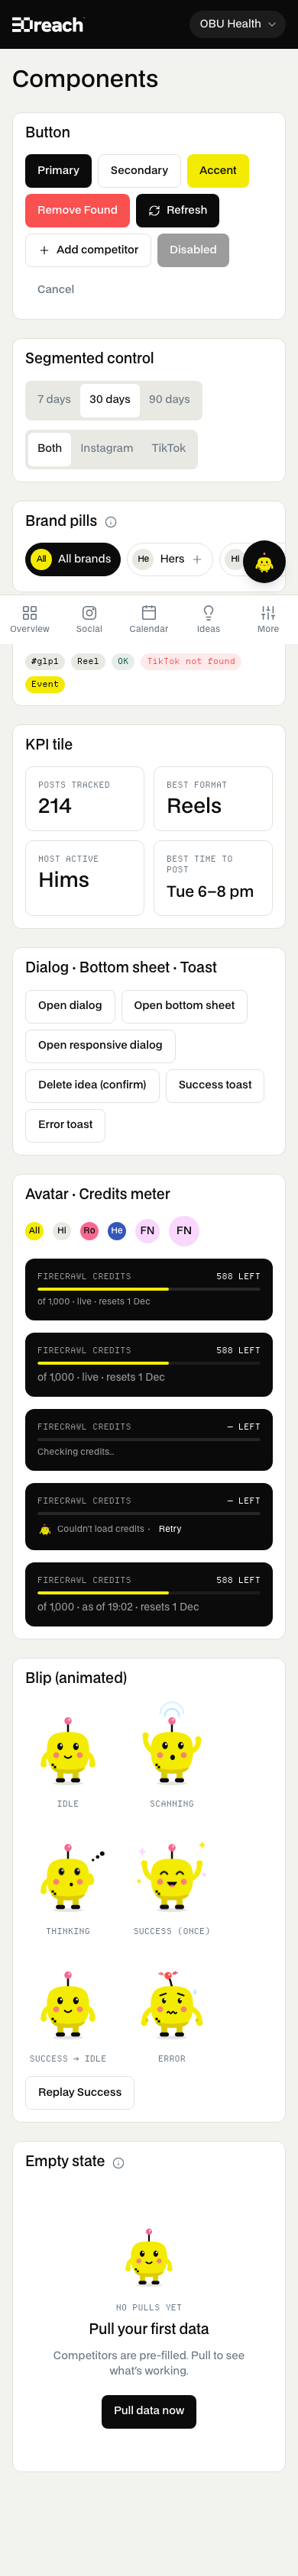 reach
OBU Health
Components
Button
Primary
Secondary
Accent
Remove Found
Refresh
Add competitor
Disabled
Cancel
Segmented control
7 days
30 days
90 days
Both
Instagram
TikTok
Brand pills
All
All brands
He
Hers
Hi
Overview
Social
Calendar
Ideas
More
#glp1
Reel
OK
TikTok not found
Event
KPI tile
POSTS TRACKED
214
BEST FORMAT
Reels
MOST ACTIVE
Hims
BEST TIME TO
POST
Tue 6–8 pm
Dialog · Bottom sheet · Toast
Open dialog
Open bottom sheet
Open responsive dialog
Delete idea (confirm)
Success toast
Error toast
Avatar · Credits meter
All
Hi
Ro
He
FN
FN
FIRECRAWL CREDITS
588 LEFT
of 1,000 · live · resets 1 Dec
FIRECRAWL CREDITS
588 LEFT
of 1,000 · live · resets 1 Dec
FIRECRAWL CREDITS
— LEFT
Checking credits…
FIRECRAWL CREDITS
— LEFT
Couldn't load credits ·
Retry
FIRECRAWL CREDITS
588 LEFT
of 1,000 · as of 19:02 · resets 1 Dec
Blip (animated)
IDLE
SCANNING
THINKING
SUCCESS (ONCE)
SUCCESS → IDLE
ERROR
Replay Success
Empty state
NO PULLS YET
Pull your first data
Competitors are pre-filled. Pull to see
what's working.
Pull data now